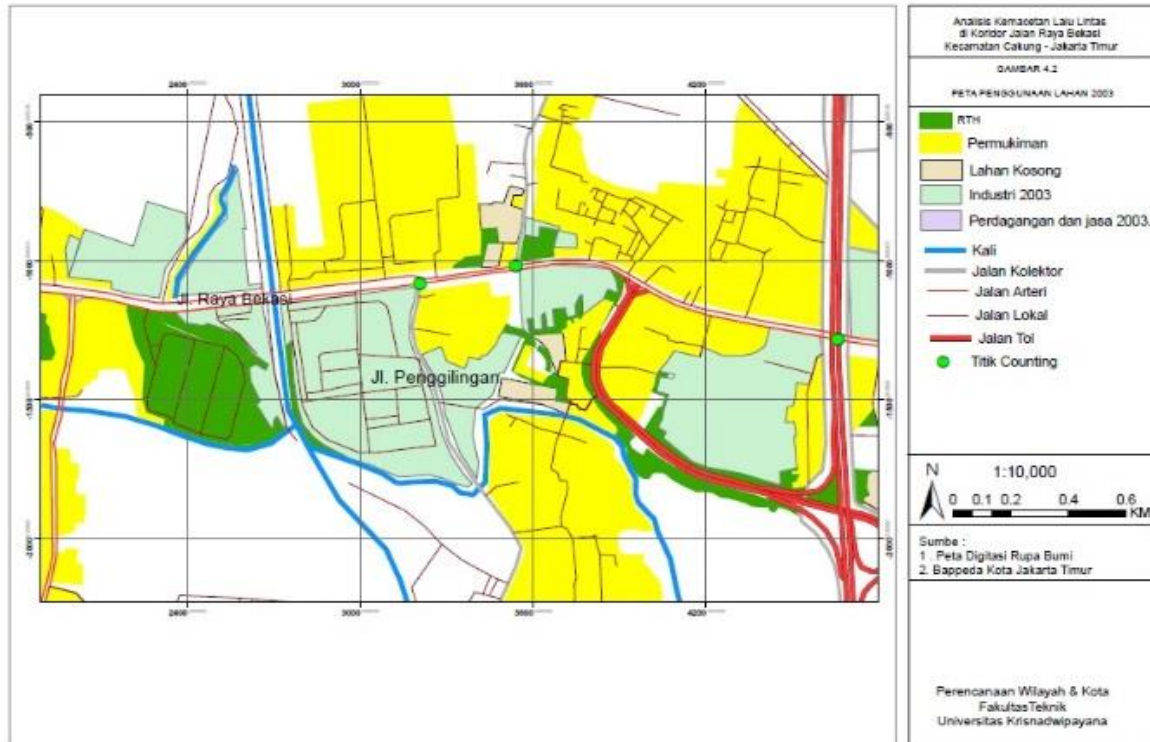 Analisis Kemacetan Lalu Lintas
di Koridor Jalan Raya Bekasi
Kecamatan Cakung - Jakarta Timur
GAMBAR 4.2
PETA PENGGUNAAN LAHAN 2003
RTH
Permukiman
Lahan Kosong
Industri 2003
Perdagangan dan jasa 2003.
Kali
Jalan Kolektor
Jalan Arteri
Jalan Lokal
Jalan Tol
Titik Counting
N
1:10,000
0 0.1 0.2 0.4 0.6
KM
Sumbe :
1 . Peta Digitasi Rupa Bumi
2. Bappeda Kota Jakarta Timur
Perencanaan Wilayah & Kota
FakultasTeknik
Universitas Krisnadwipayana
Jl. Raya Bekasi
Jl. Penggilingan